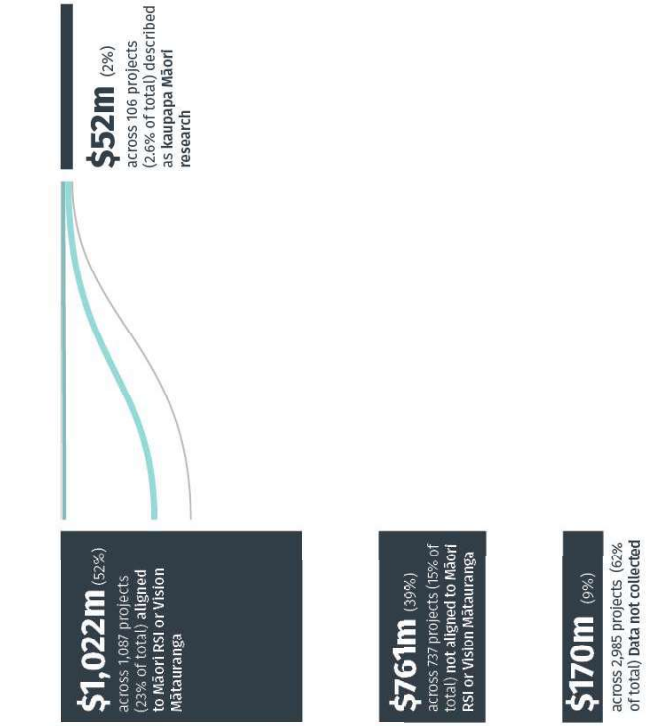 $1,022m (52%)
across 1,087 projects
(23% of total) aligned
to Māori RSI or Vision
Mātauranga
$761m (39%)
across 737 projects (15% of
total) not aligned to Māori
RSI or Vision Mātauranga
$170m (9%)
across 2,985 projects (62%
of total) Data not collected
$52m (2%)
across 106 projects
(2.6% of total) described
as kaupapa Māori
research